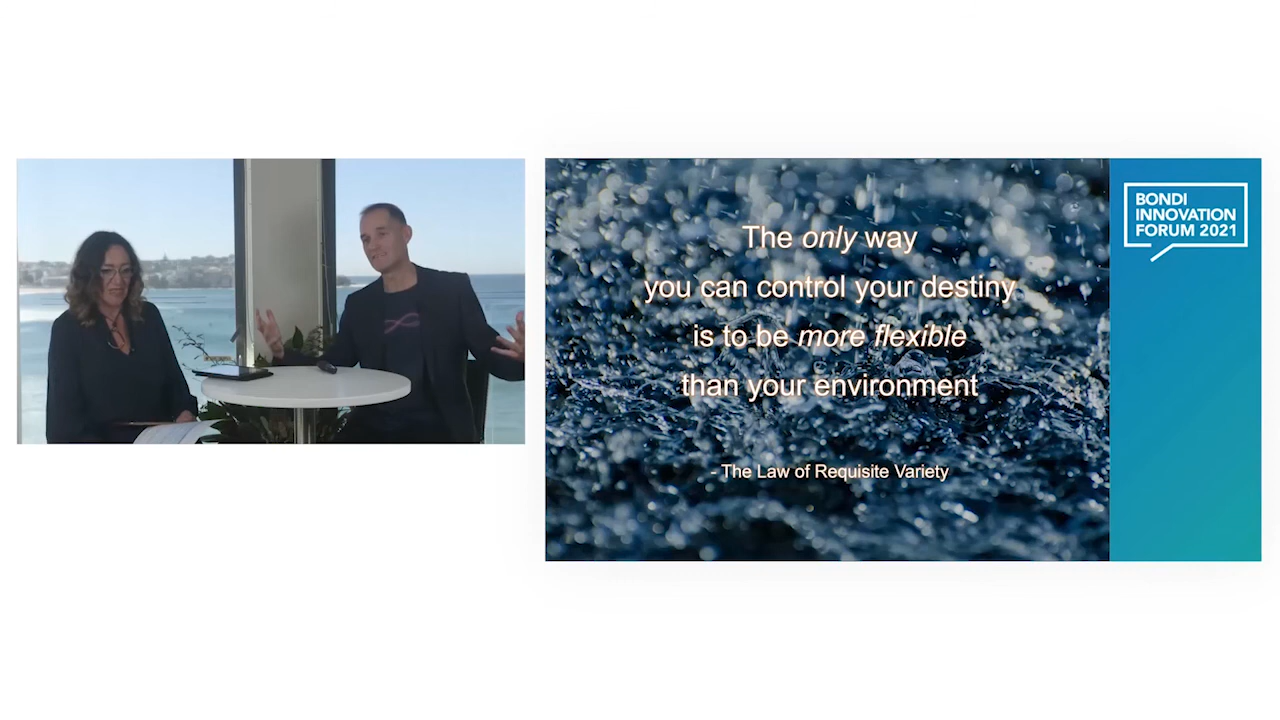 The only way
you can control your destiny
is to be more flexible
than your environment
- The Law of Requisite Variety
BONDI
INNOVATION
FORUM 2021